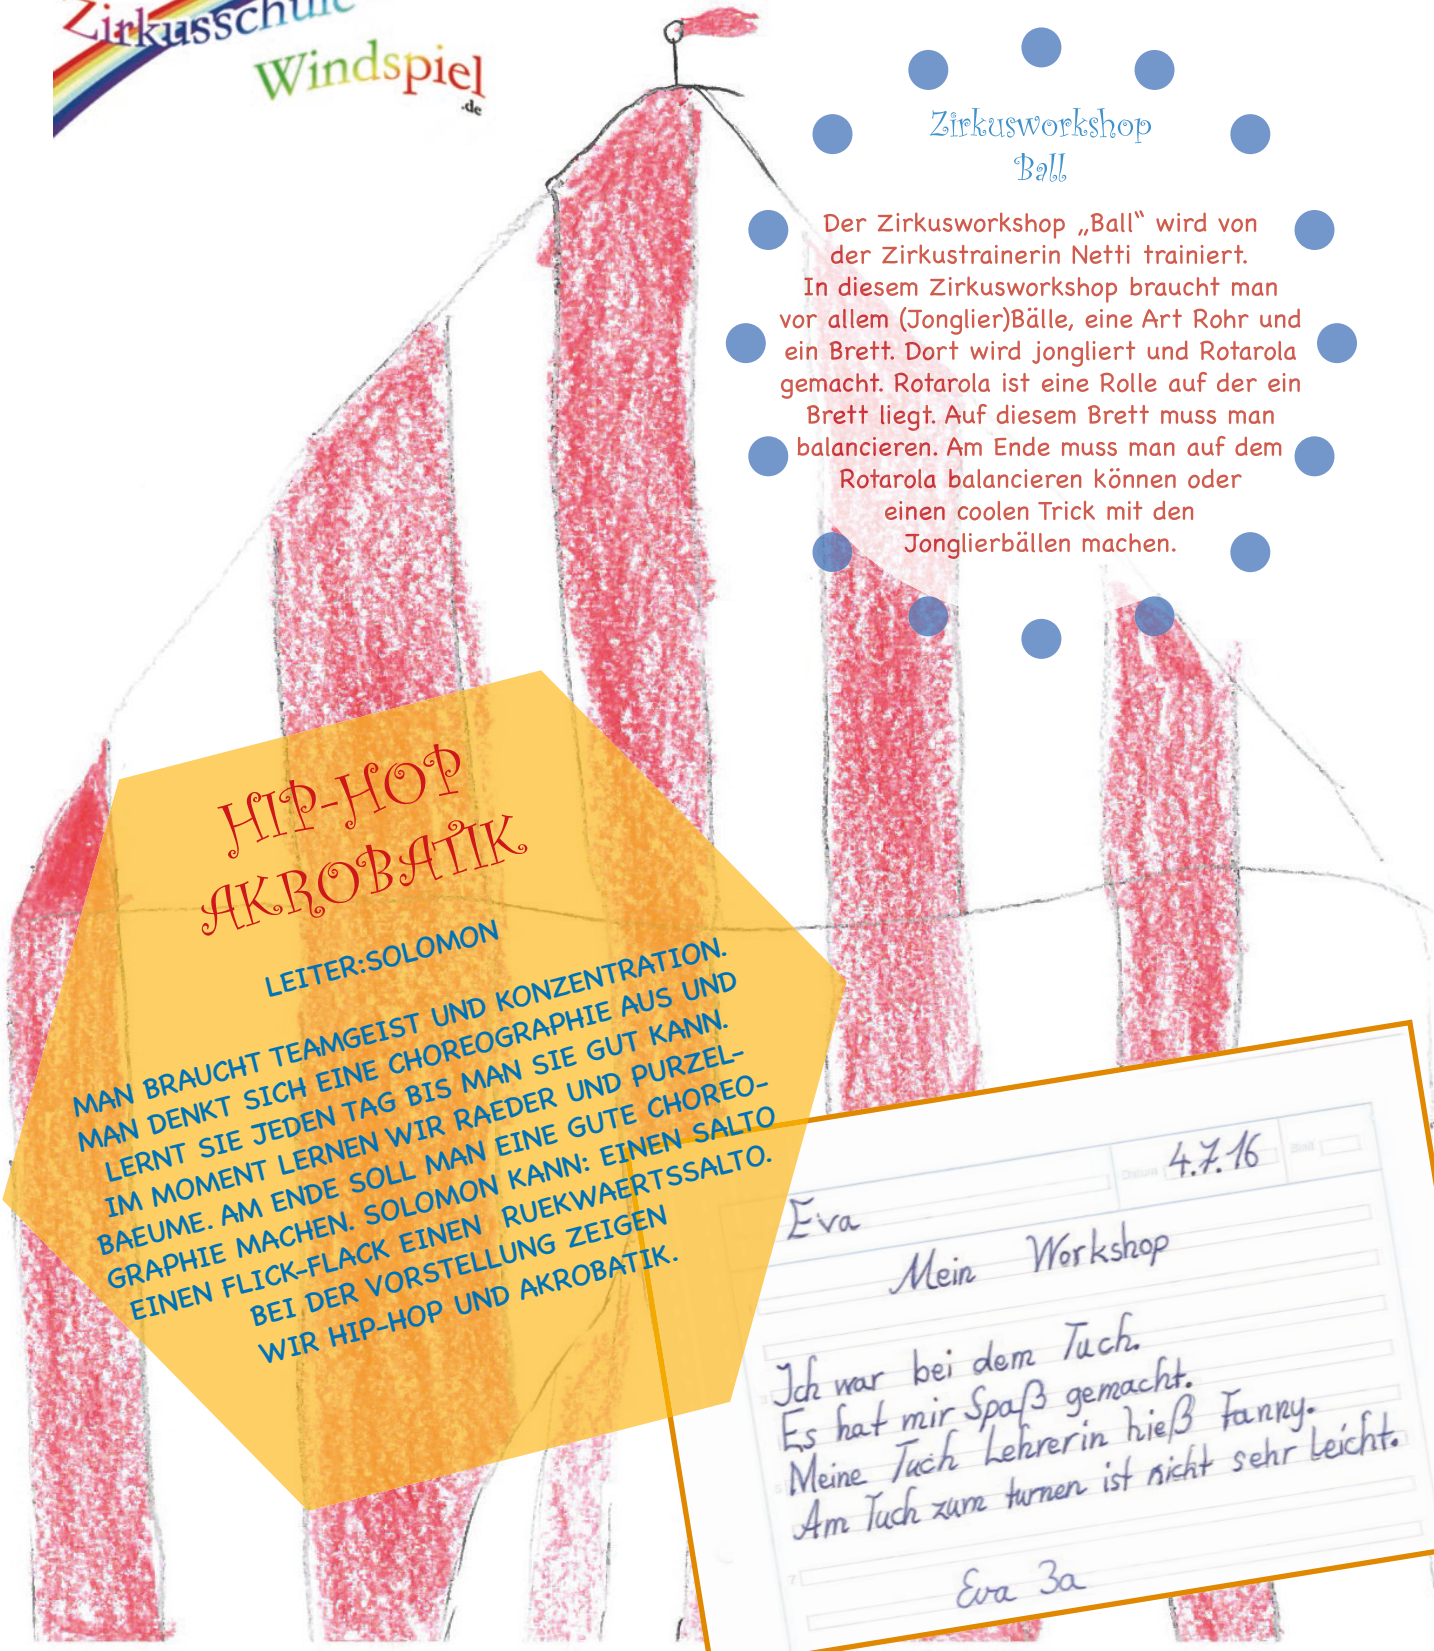 Zirkusschule
Windspiel
.de
Zirkusworkshop
Ball
Der Zirkusworkshop „Ball“ wird von
der Zirkustrainerin Netti trainiert.
In diesem Zirkusworkshop braucht man
vor allem (Jonglier)Bälle, eine Art Rohr und
ein Brett. Dort wird jongliert und Rotarola
gemacht. Rotarola ist eine Rolle auf der ein
Brett liegt. Auf diesem Brett muss man
balancieren. Am Ende muss man auf dem
Rotarola balancieren können oder
einen coolen Trick mit den
Jonglierbällen machen.
HIP-HOP
AKROBATIK
LEITER:SOLOMON
MAN BRAUCHT TEAMGEIST UND KONZENTRATION.
MAN DENKT SICH EINE CHOREOGRAPHIE AUS UND
LERNT SIE JEDEN TAG BIS MAN SIE GUT KANN.
IM MOMENT LERNEN WIR RAEDER UND PURZEL-
BAEUME. AM ENDE SOLL MAN EINE GUTE CHOREO-
GRAPHIE MACHEN. SOLOMON KANN: EINEN SALTO
EINEN FLICK-FLACK EINEN RUEKWAERTSSALTO.
BEI DER VORSTELLUNG ZEIGEN
WIR HIP-HOP UND AKROBATIK.
Datum 4.7.16 Blatt
Eva
Mein Workshop
Ich war bei dem Tuch.
Es hat mir Spaß gemacht.
Meine Tuch Lehrerin hieß Fanny.
Am Tuch zum turnen ist nicht sehr leicht.
Eva 3a